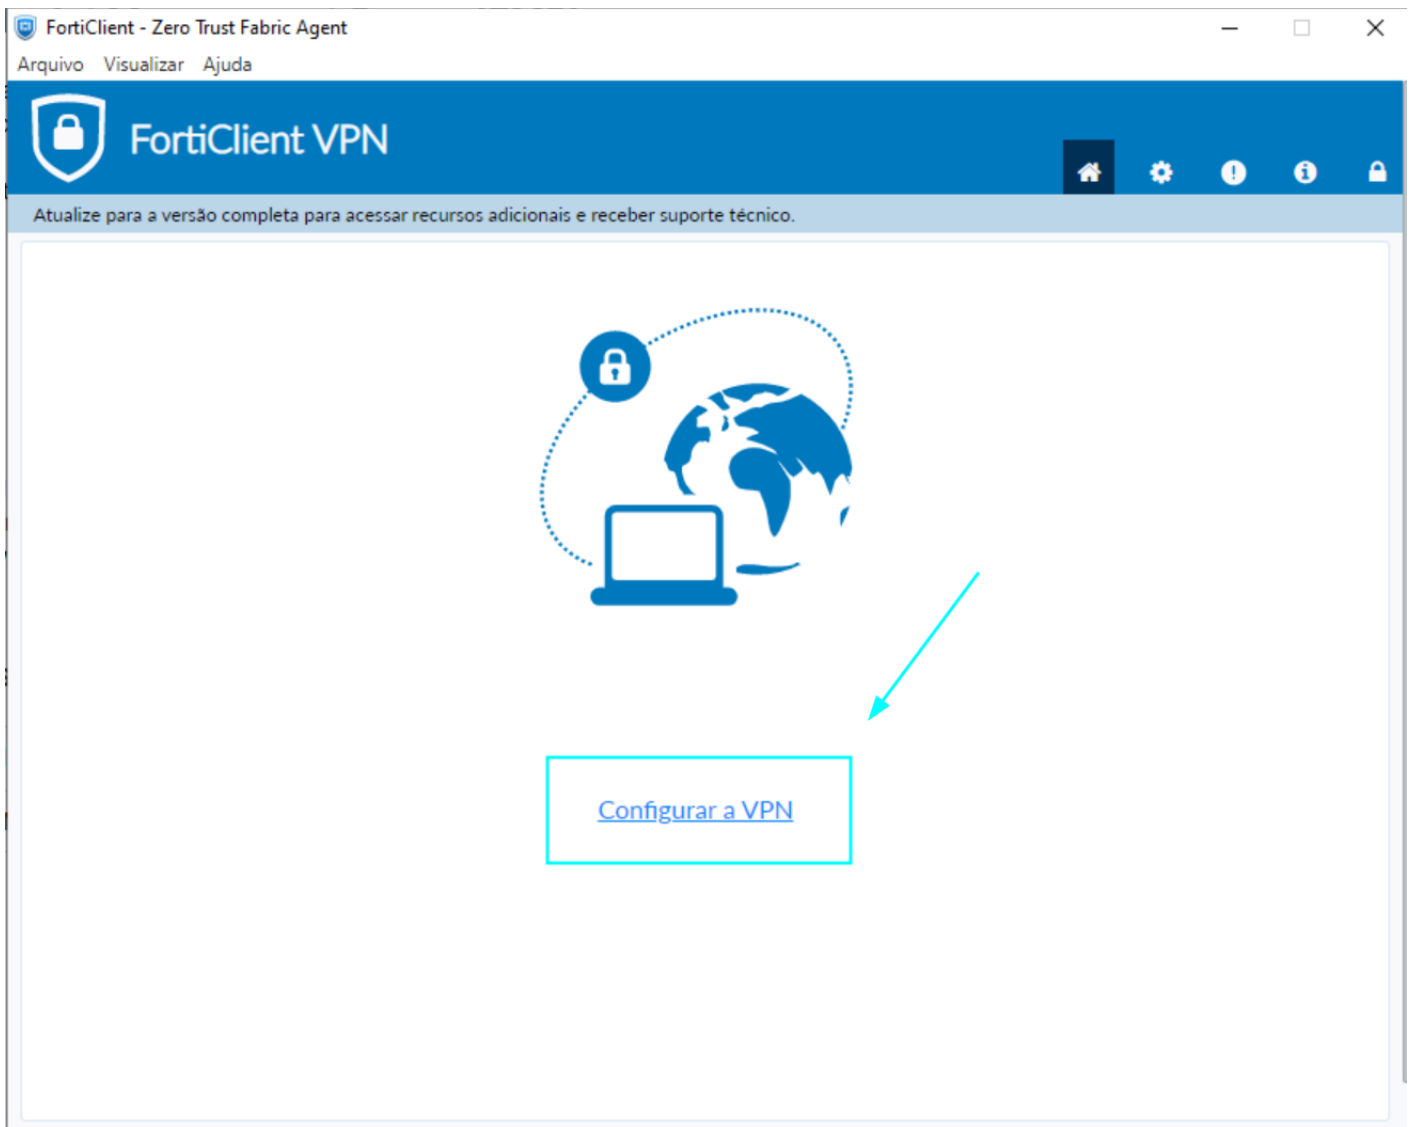 FortiClient - Zero Trust Fabric Agent
Arquivo Visualizar Ajuda
FortiClient VPN
Atualize para a versão completa para acessar recursos adicionais e receber suporte técnico.
Configurar a VPN